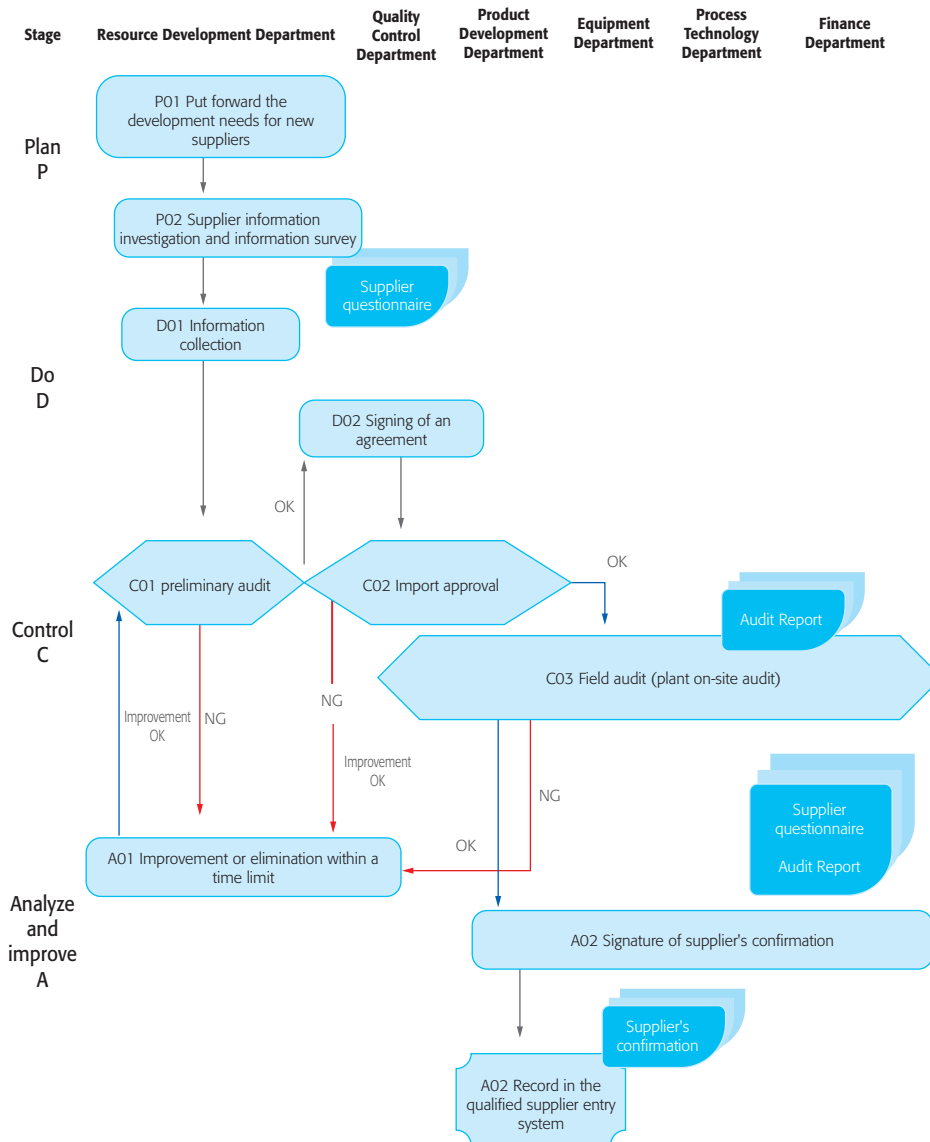 Stage
Resource Development Department
Quality
Control
Department
Product
Development
Department
Equipment
Department
Process
Technology
Department
Finance
Department
Plan
P
P01 Put forward the
development needs for new
suppliers
P02 Supplier information
investigation and information survey
Supplier
questionnaire
D01 Information
collection
Do
D
D02 Signing of an
agreement
OK
C01 preliminary audit
C02 Import approval
OK
Control
C
Audit Report
C03 Field audit (plant on-site audit)
Improvement
OK
NG
NG
Improvement
OK
NG
OK
Supplier
questionnaire
Audit Report
A01 Improvement or elimination within a
time limit
Analyze
and
improve
A
A02 Signature of supplier's confirmation
Supplier's
confirmation
A02 Record in the
qualified supplier entry
system